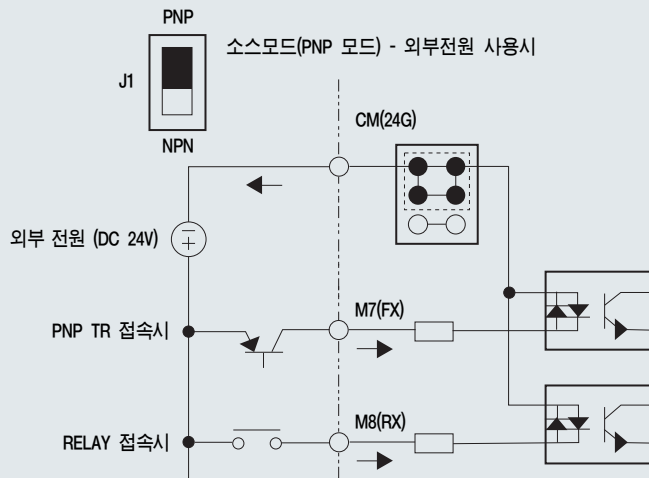 PNP
소스모드(PNP 모드) - 외부전원 사용시
J1
NPN
CM(24G)
외부 전원 (DC 24V)
M7(FX)
PNP TR 접속시
M8(RX)
RELAY 접속시